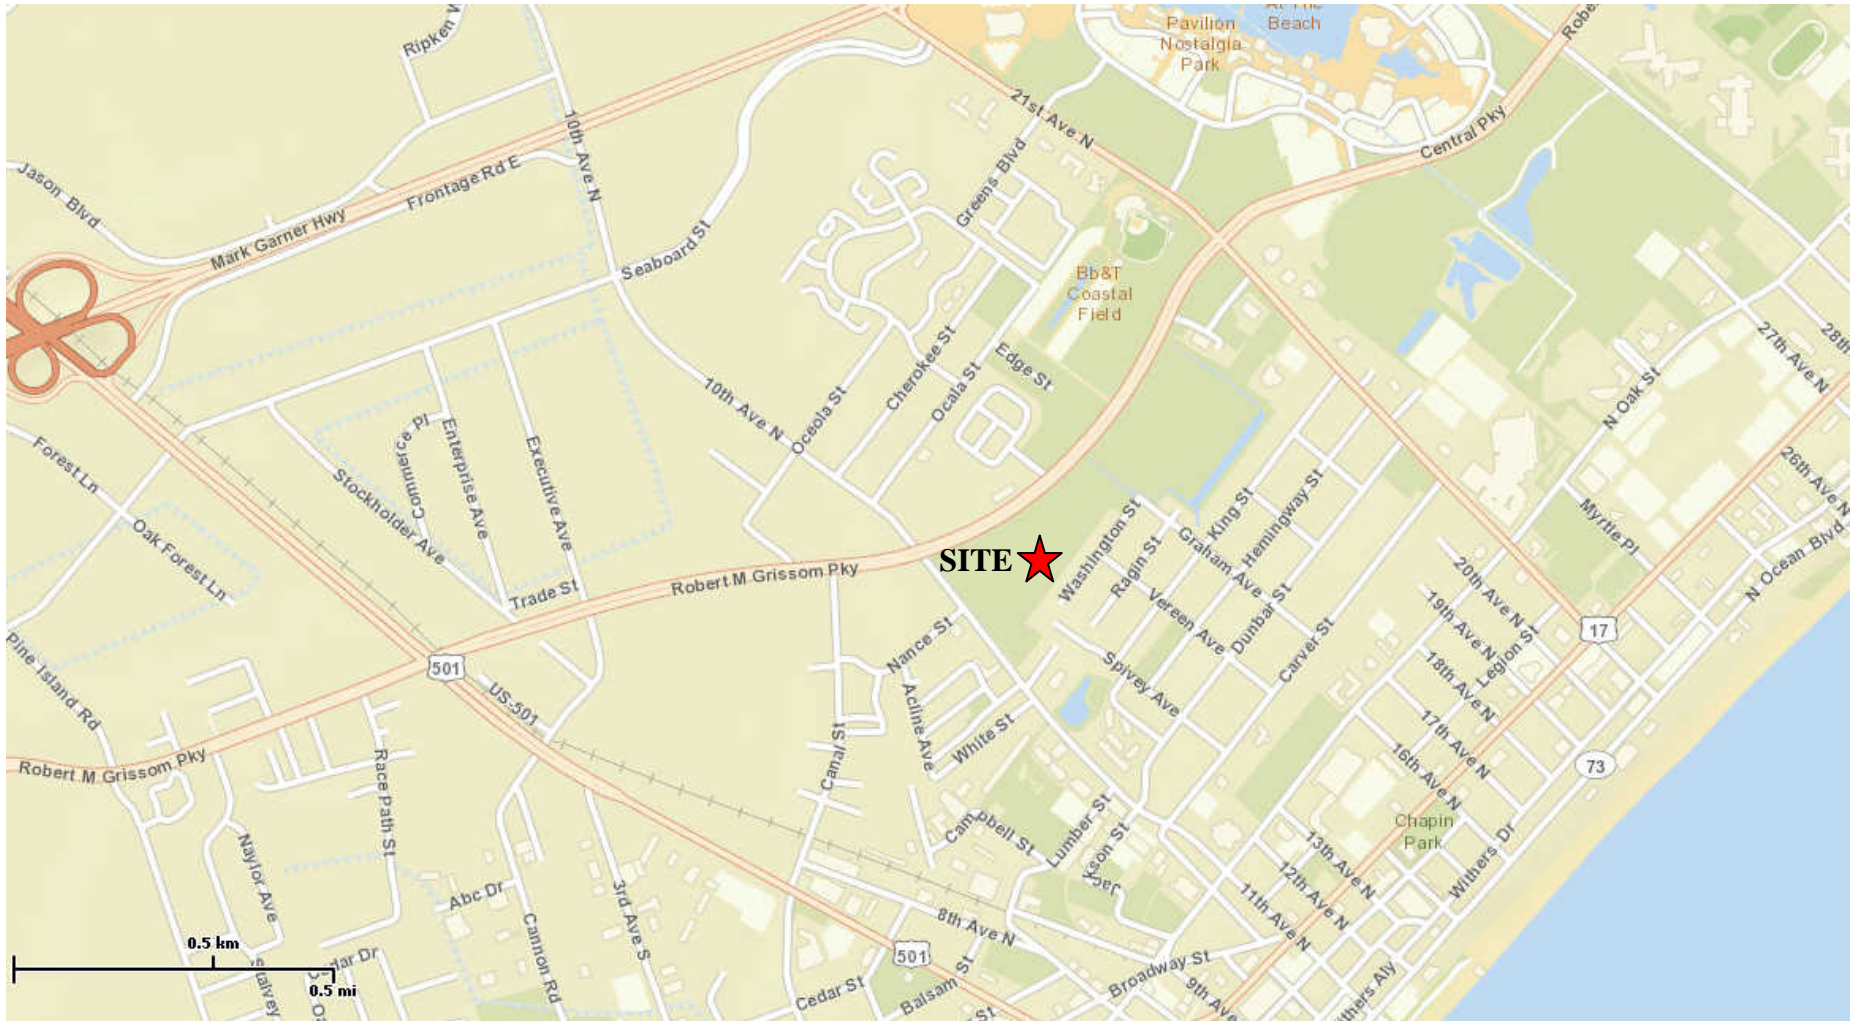 Ripken
At The
Beach
Pavilion
Nostalgia
Park
21st Ave N
Central Pky
10th Ave N
Jason Blvd
Frontage Rd E
Mark Garner Hwy
Greens Blvd
Seaboard St
Bb&T
Coastal
Field
27th Ave N
28th
Edge St
Cherokee St
Ocala St
Oceola St
10th Ave N
N Oak St
Commerce Pl
Enterprise Ave
Executive Ave
Forest Ln
Stockholder Ave
Oak Forest Ln
26th Ave N
Myrtle Pl
N Ocean Blvd
King St
Hemingway St
Washington St
Graham Ave
Ragin St
SITE
Vereen Ave
Dunbar St
Carver St
Trade St
Robert M Grissom Pky
20th Ave N
19th Ave N
Legion St
17
18th Ave N
17th Ave N
16th Ave N
Nance St
Spivey Ave
Acline Ave
White St
Canal St
Pine Island Rd
501
US-501
Robert M Grissom Pky
Race Path St
73
Chapin
Park
Withers Dr
Campbell St
Lumber St
Jackson St
13th Ave N
12th Ave N
11th Ave N
Naylor Ave
Abc Dr
Cannon Rd
3rd Ave S
8th Ave N
501
Broadway St
9th Ave
Cedar St
Balsam St
St
Stalvey
0.5 km
0.5 mi